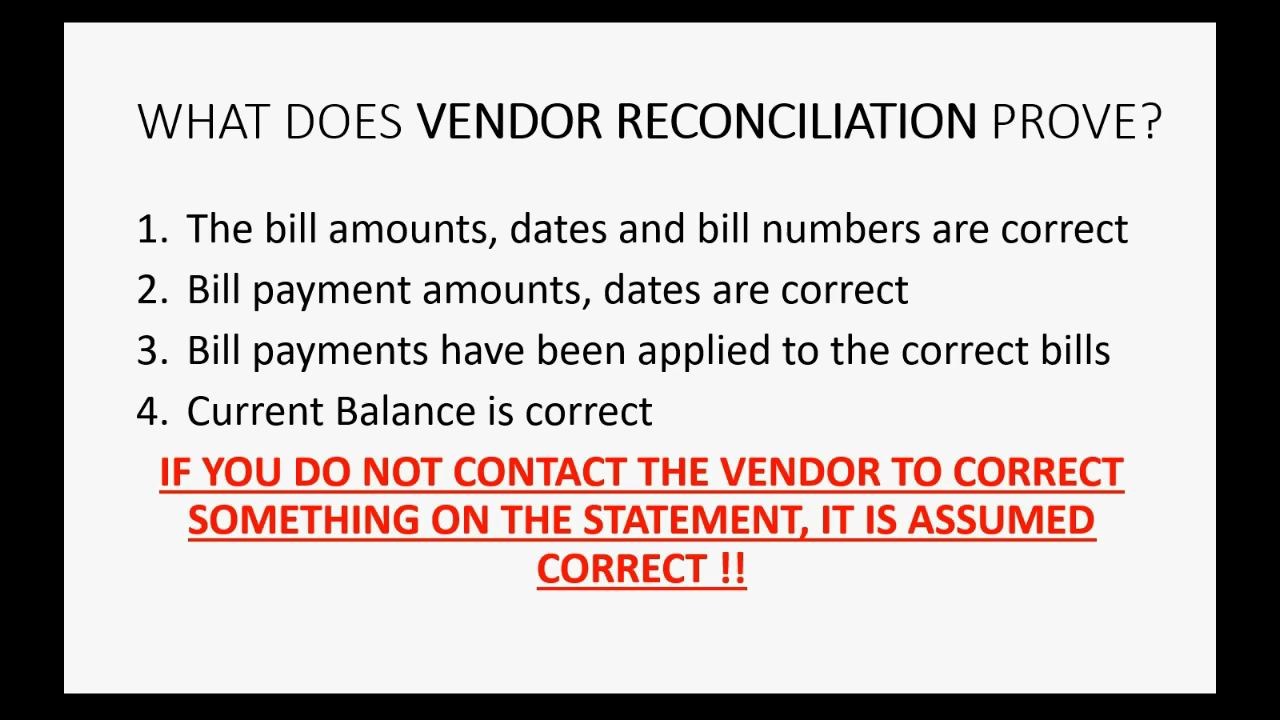 WHAT DOES VENDOR RECONCILIATION PROVE?
1. The bill amounts, dates and bill numbers are correct
2. Bill payment amounts, dates are correct
3. Bill payments have been applied to the correct bills
4. Current Balance is correct
IF YOU DO NOT CONTACT THE VENDOR TO CORRECT
SOMETHING ON THE STATEMENT, IT IS ASSUMED
CORRECT !!